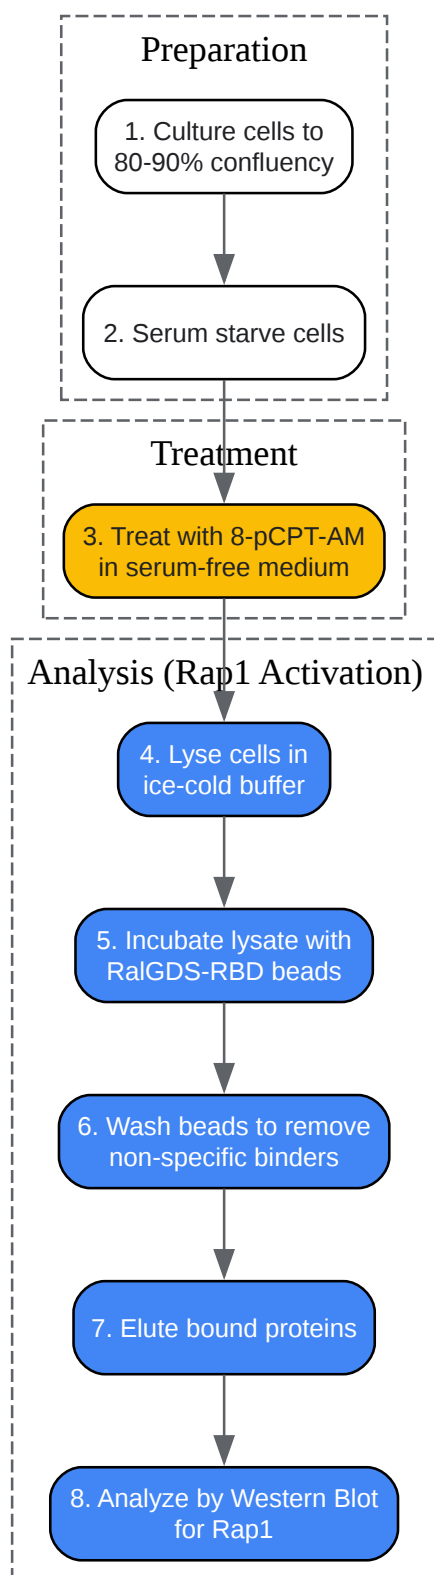 Preparation
1. Culture cells to
80-90% confluency
2. Serum starve cells
Treatment
3. Treat with 8-pCPT-AM
in serum-free medium
Analysis (Rap1 Activation)
4. Lyse cells in
ice-cold buffer
5. Incubate lysate with
RalGDS-RBD beads
6. Wash beads to remove
non-specific binders
7. Elute bound proteins
8. Analyze by Western Blot
for Rap1